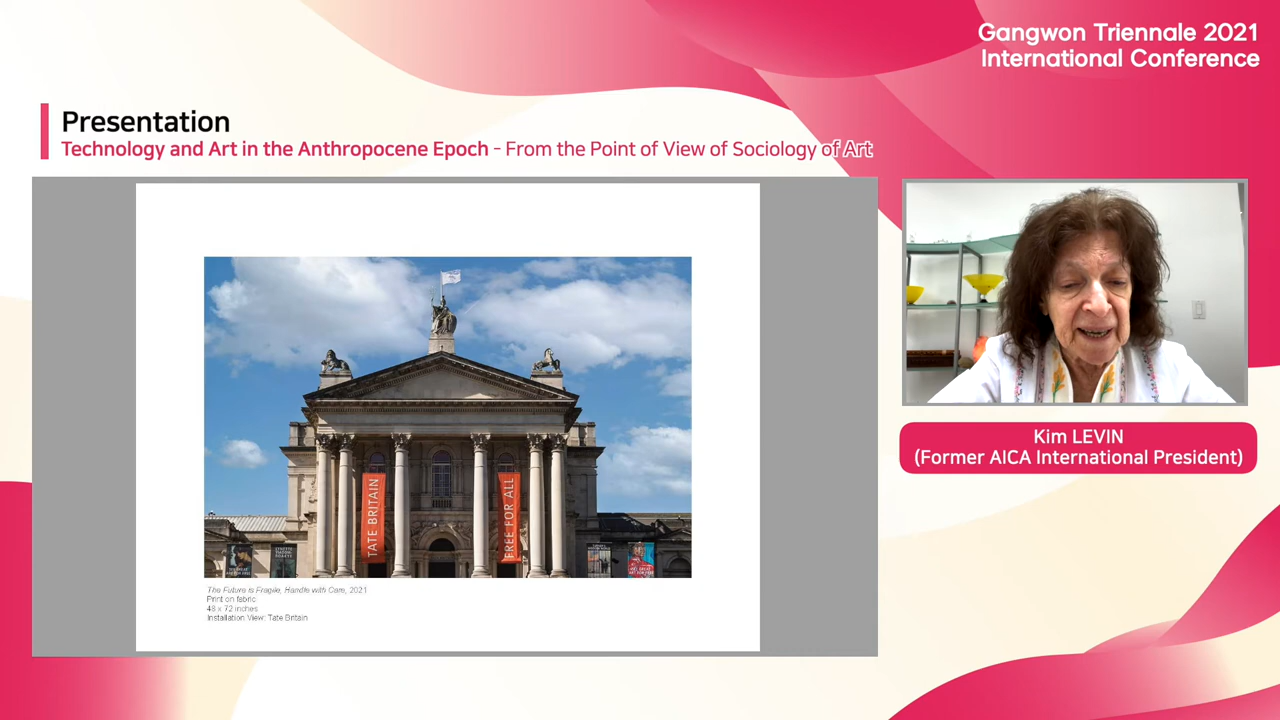 Gangwon Triennale 2021
International Conference
Presentation
Technology and Art in the Anthropocene Epoch - From the Point of View of Sociology of Art
TATE BRITAIN
FREE FOR ALL
The Future is Fragile, Handle with Care, 2021
Print on fabric
48 x 72 inches
Installation View: Tate Britain
Kim LEVIN
(Former AICA International President)